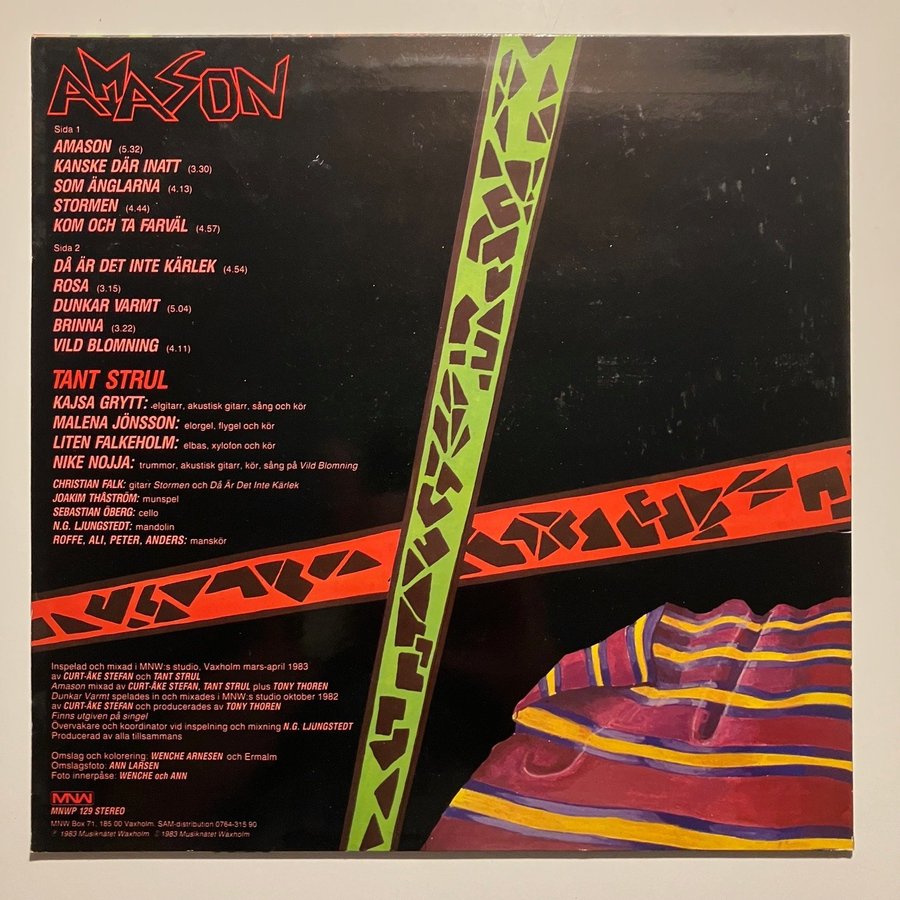 AMASON
Sida 1
AMASON (5.32)
KANSKE DÄR INATT (3.30)
SOM ÄNGLARNA (4.13)
STORMEN (4.44)
KOM OCH TA FARVÄL (4.57)
Sida 2
DÅ ÄR DET INTE KÄRLEK (4.54)
ROSA (3.15)
DUNKAR VARMT (5.04)
BRINNA (3.22)
VILD BLOMNING (4.11)
TANT STRUL
KAJSA GRYTT: elgitarr, akustisk gitarr, sång och kör
MALENA JÖNSSON: elorgel, flygel och kör
LITEN FALKEHOLM: elbas, xylofon och kör
NIKE NOJJA: trummor, akustisk gitarr, kör, sång på Vild Blomning
CHRISTIAN FALK: gitarr Stormen och Då Är Det Inte Kärlek
JOAKIM THÅSTRÖM: munspel
SEBASTIAN ÖBERG: cello
N.G. LJUNGSTEDT: mandolin
ROFFE, ALI, PETER, ANDERS: manskör
Inspelad och mixad i MNW:s studio, Vaxholm mars-april 1983
av CURT-ÅKE STEFAN och TANT STRUL
Amason mixad av CURT-ÅKE STEFAN, TANT STRUL plus TONY THOREN
Dunkar Varmt spelades in och mixades i MNW:s studio oktober 1982
av CURT-ÅKE STEFAN och producerades av TONY THOREN
Finns utgiven på singel
Övervakare och koordinator vid inspelning och mixning N.G. LJUNGSTEDT
Producerad av alla tillsammans
Omslag och kolorering: WENCHE ARNESEN och Ermalm
Omslagsfoto: ANN LARSEN
Foto innerpåse: WENCHE och ANN
MNW
MNWP 129 STEREO
MNW Box 71, 185 00 Vaxholm. SAM-distribution 0764-315 90
℗ 1983 Musiknätet Waxholm © 1983 Musiknätet Waxholm